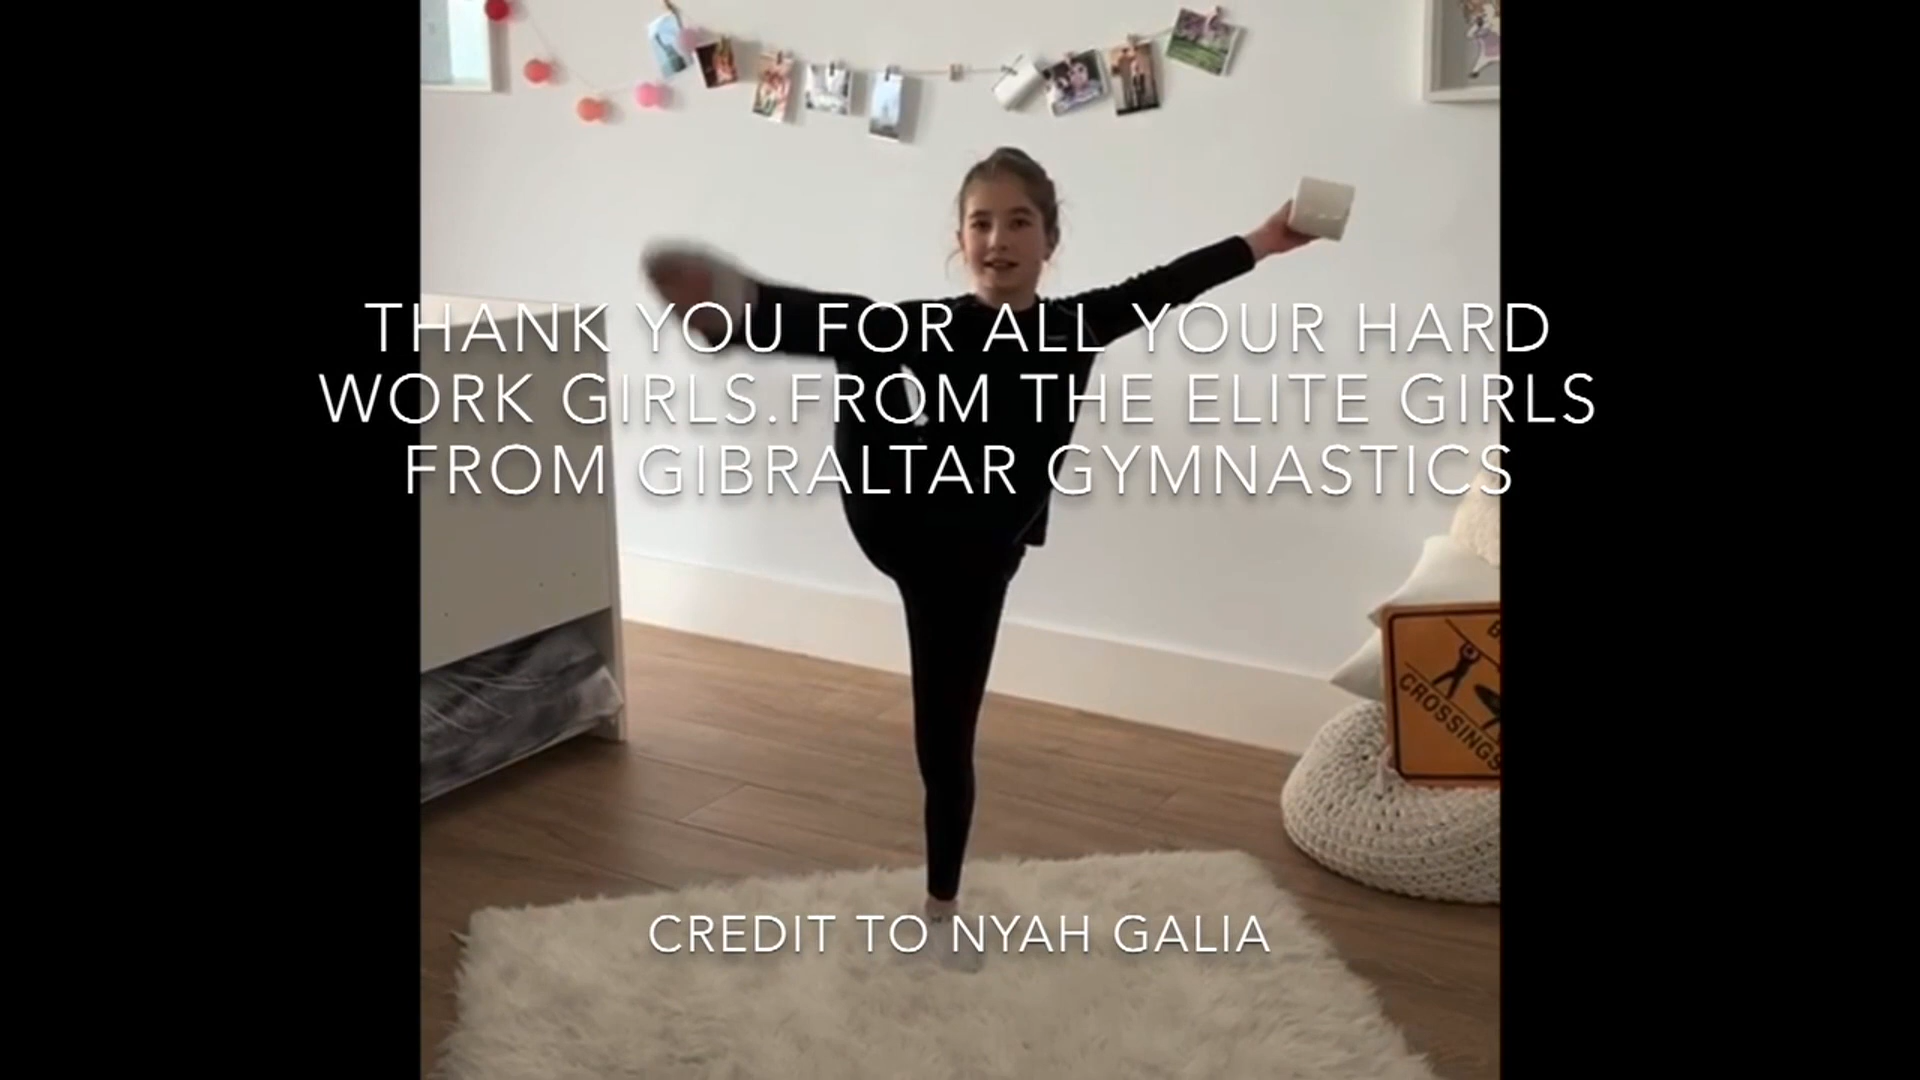 THANK YOU FOR ALL YOUR HARD
WORK GIRLS.FROM THE ELITE GIRLS
FROM GIBRALTAR GYMNASTICS
CROSSINGS
CREDIT TO NYAH GALIA